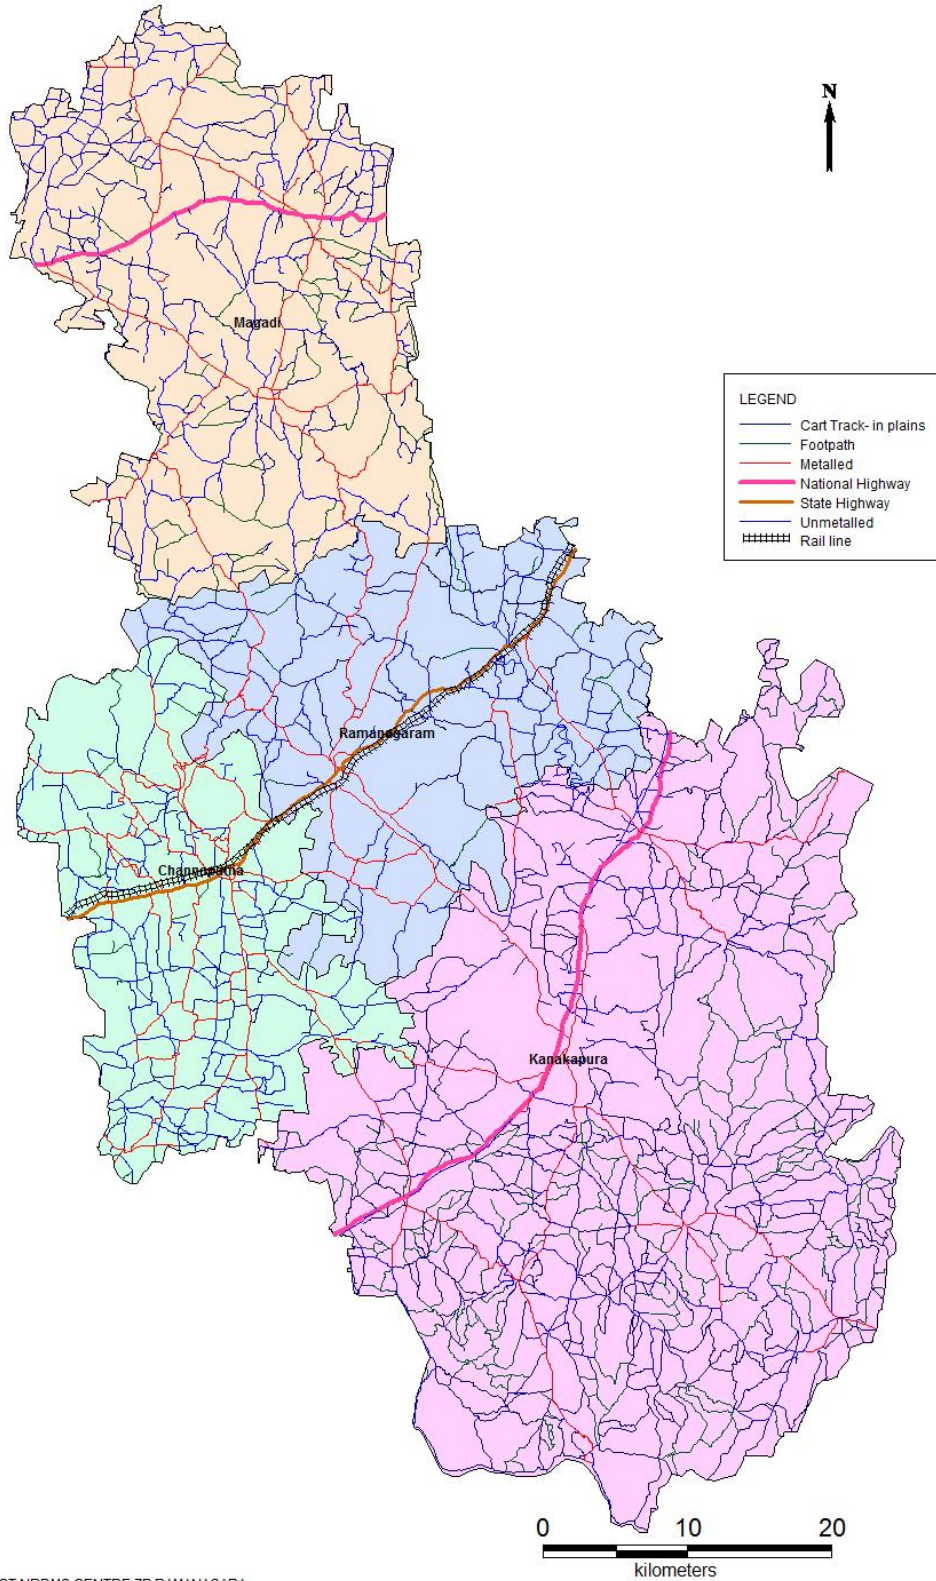 N
Magadi
LEGEND
Cart Track- in plains
Footpath
Metalled
National Highway
State Highway
Unmetalled
Rail line
Ramanagaram
Channapatna
Kanakapura
0 10 20
kilometers